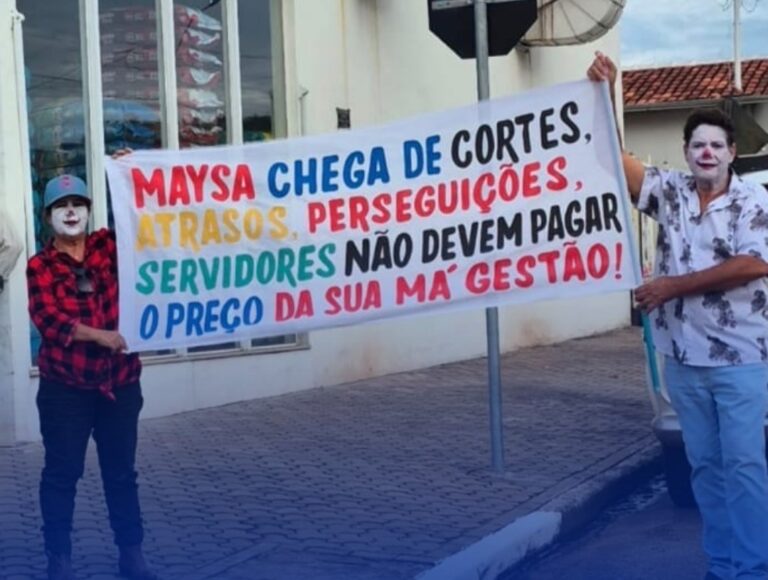 MAYSA CHEGA DE CORTES,
ATRASOS, PERSEGUIÇÕES,
SERVIDORES NÃO DEVEM PAGAR
O PREÇO DA SUA MÁ GESTÃO!